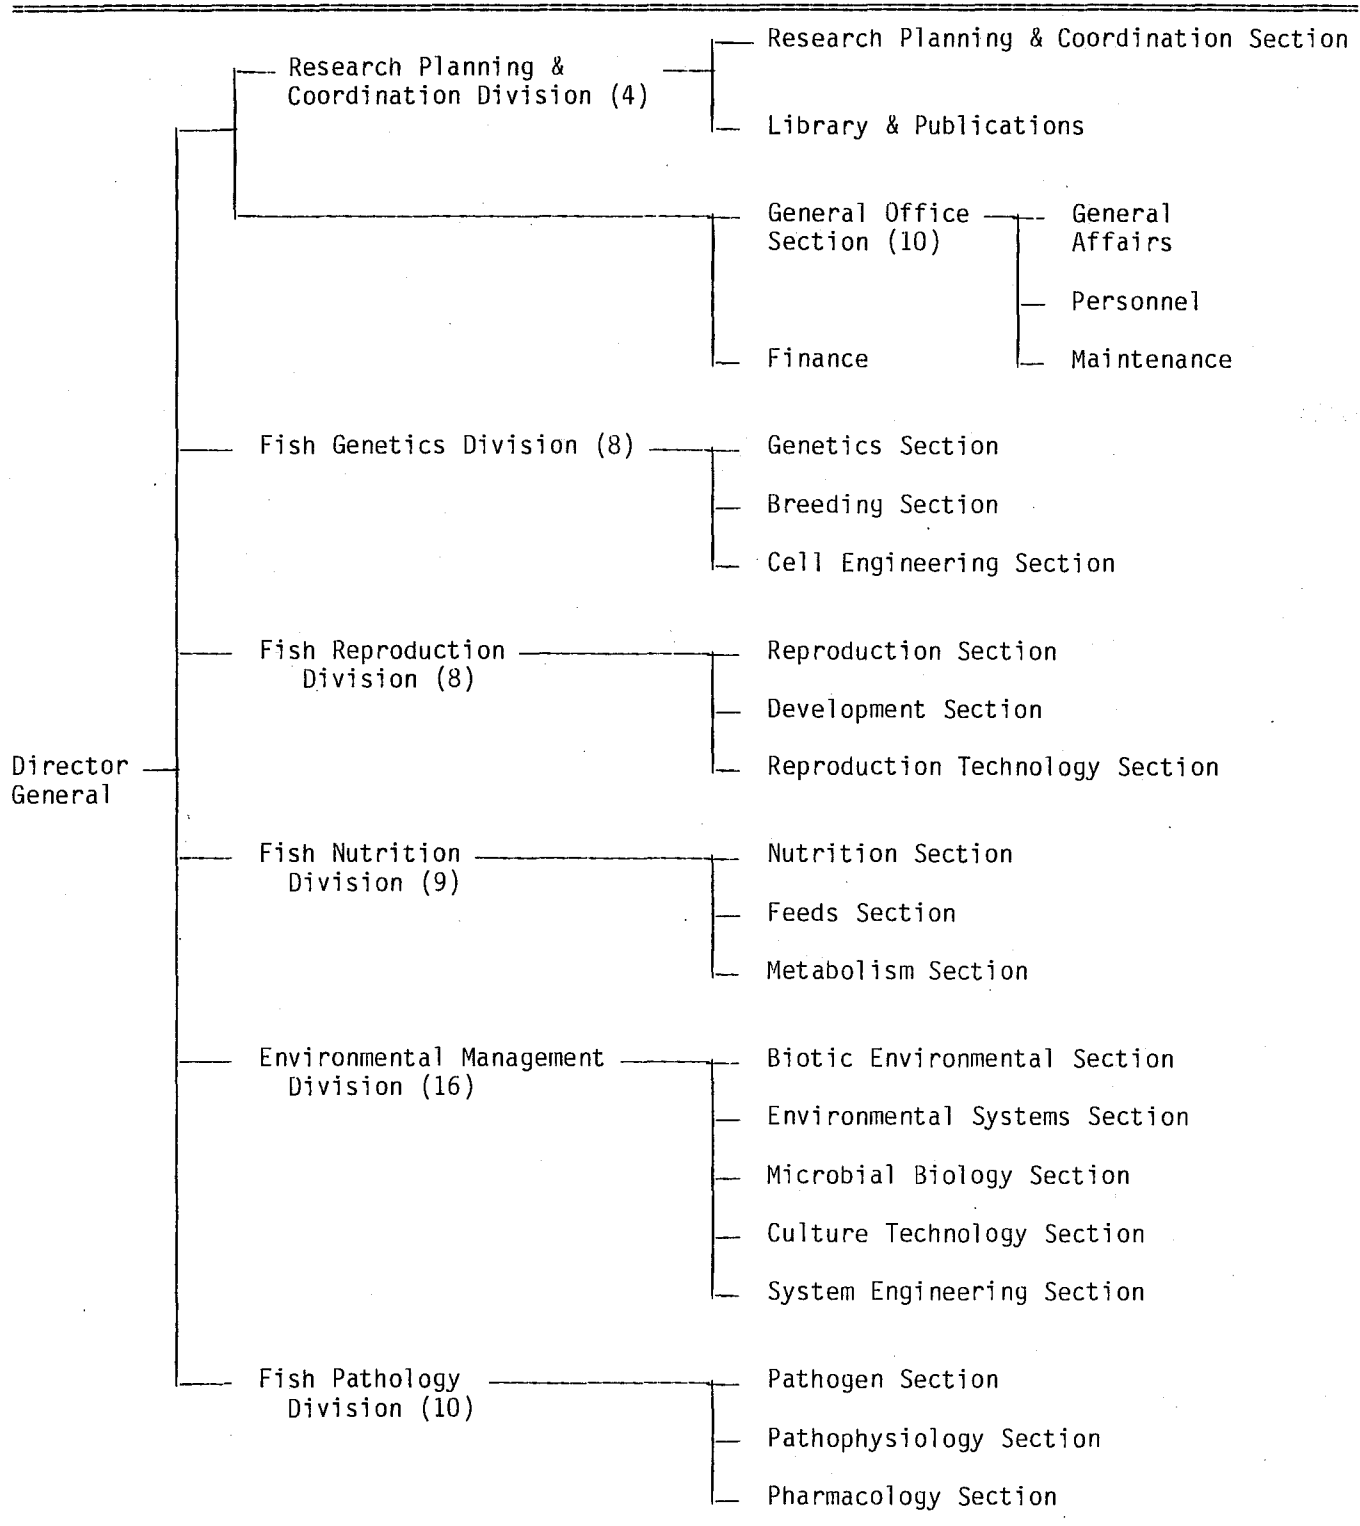 Research Planning & Coordination Section
Research Planning &
Coordination Division (4)
Library & Publications
General Office
Section (10)
General
Affairs
Personnel
Finance
Maintenance
Fish Genetics Division (8)
Genetics Section
Breeding Section
Cell Engineering Section
Fish Reproduction
Division (8)
Reproduction Section
Development Section
Reproduction Technology Section
Director
General
Fish Nutrition
Division (9)
Nutrition Section
Feeds Section
Metabolism Section
Environmental Management
Division (16)
Biotic Environmental Section
Environmental Systems Section
Microbial Biology Section
Culture Technology Section
System Engineering Section
Fish Pathology
Division (10)
Pathogen Section
Pathophysiology Section
Pharmacology Section